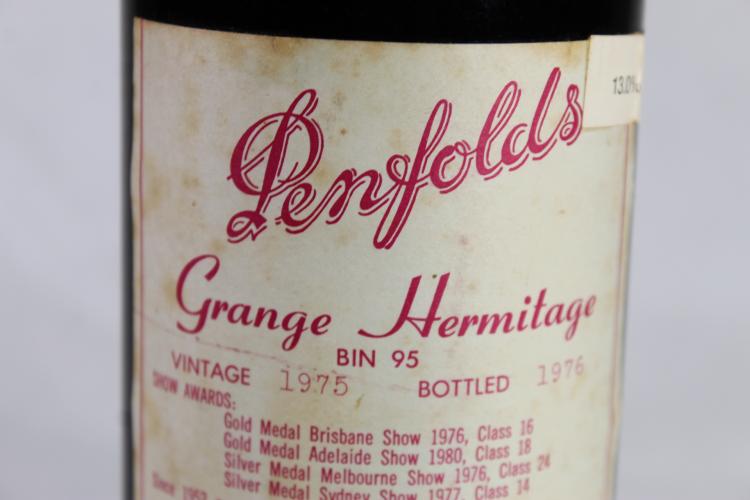 13.0%
Penfolds
Grange Hermitage
BIN 95
VINTAGE 1975 BOTTLED 1976
SHOW AWARDS:
Gold Medal Brisbane Show 1976, Class 16
Gold Medal Adelaide Show 1980, Class 18
Silver Medal Melbourne Show 1976, Class 24
Silver Medal Sydney Show 1977, Class 14
Since